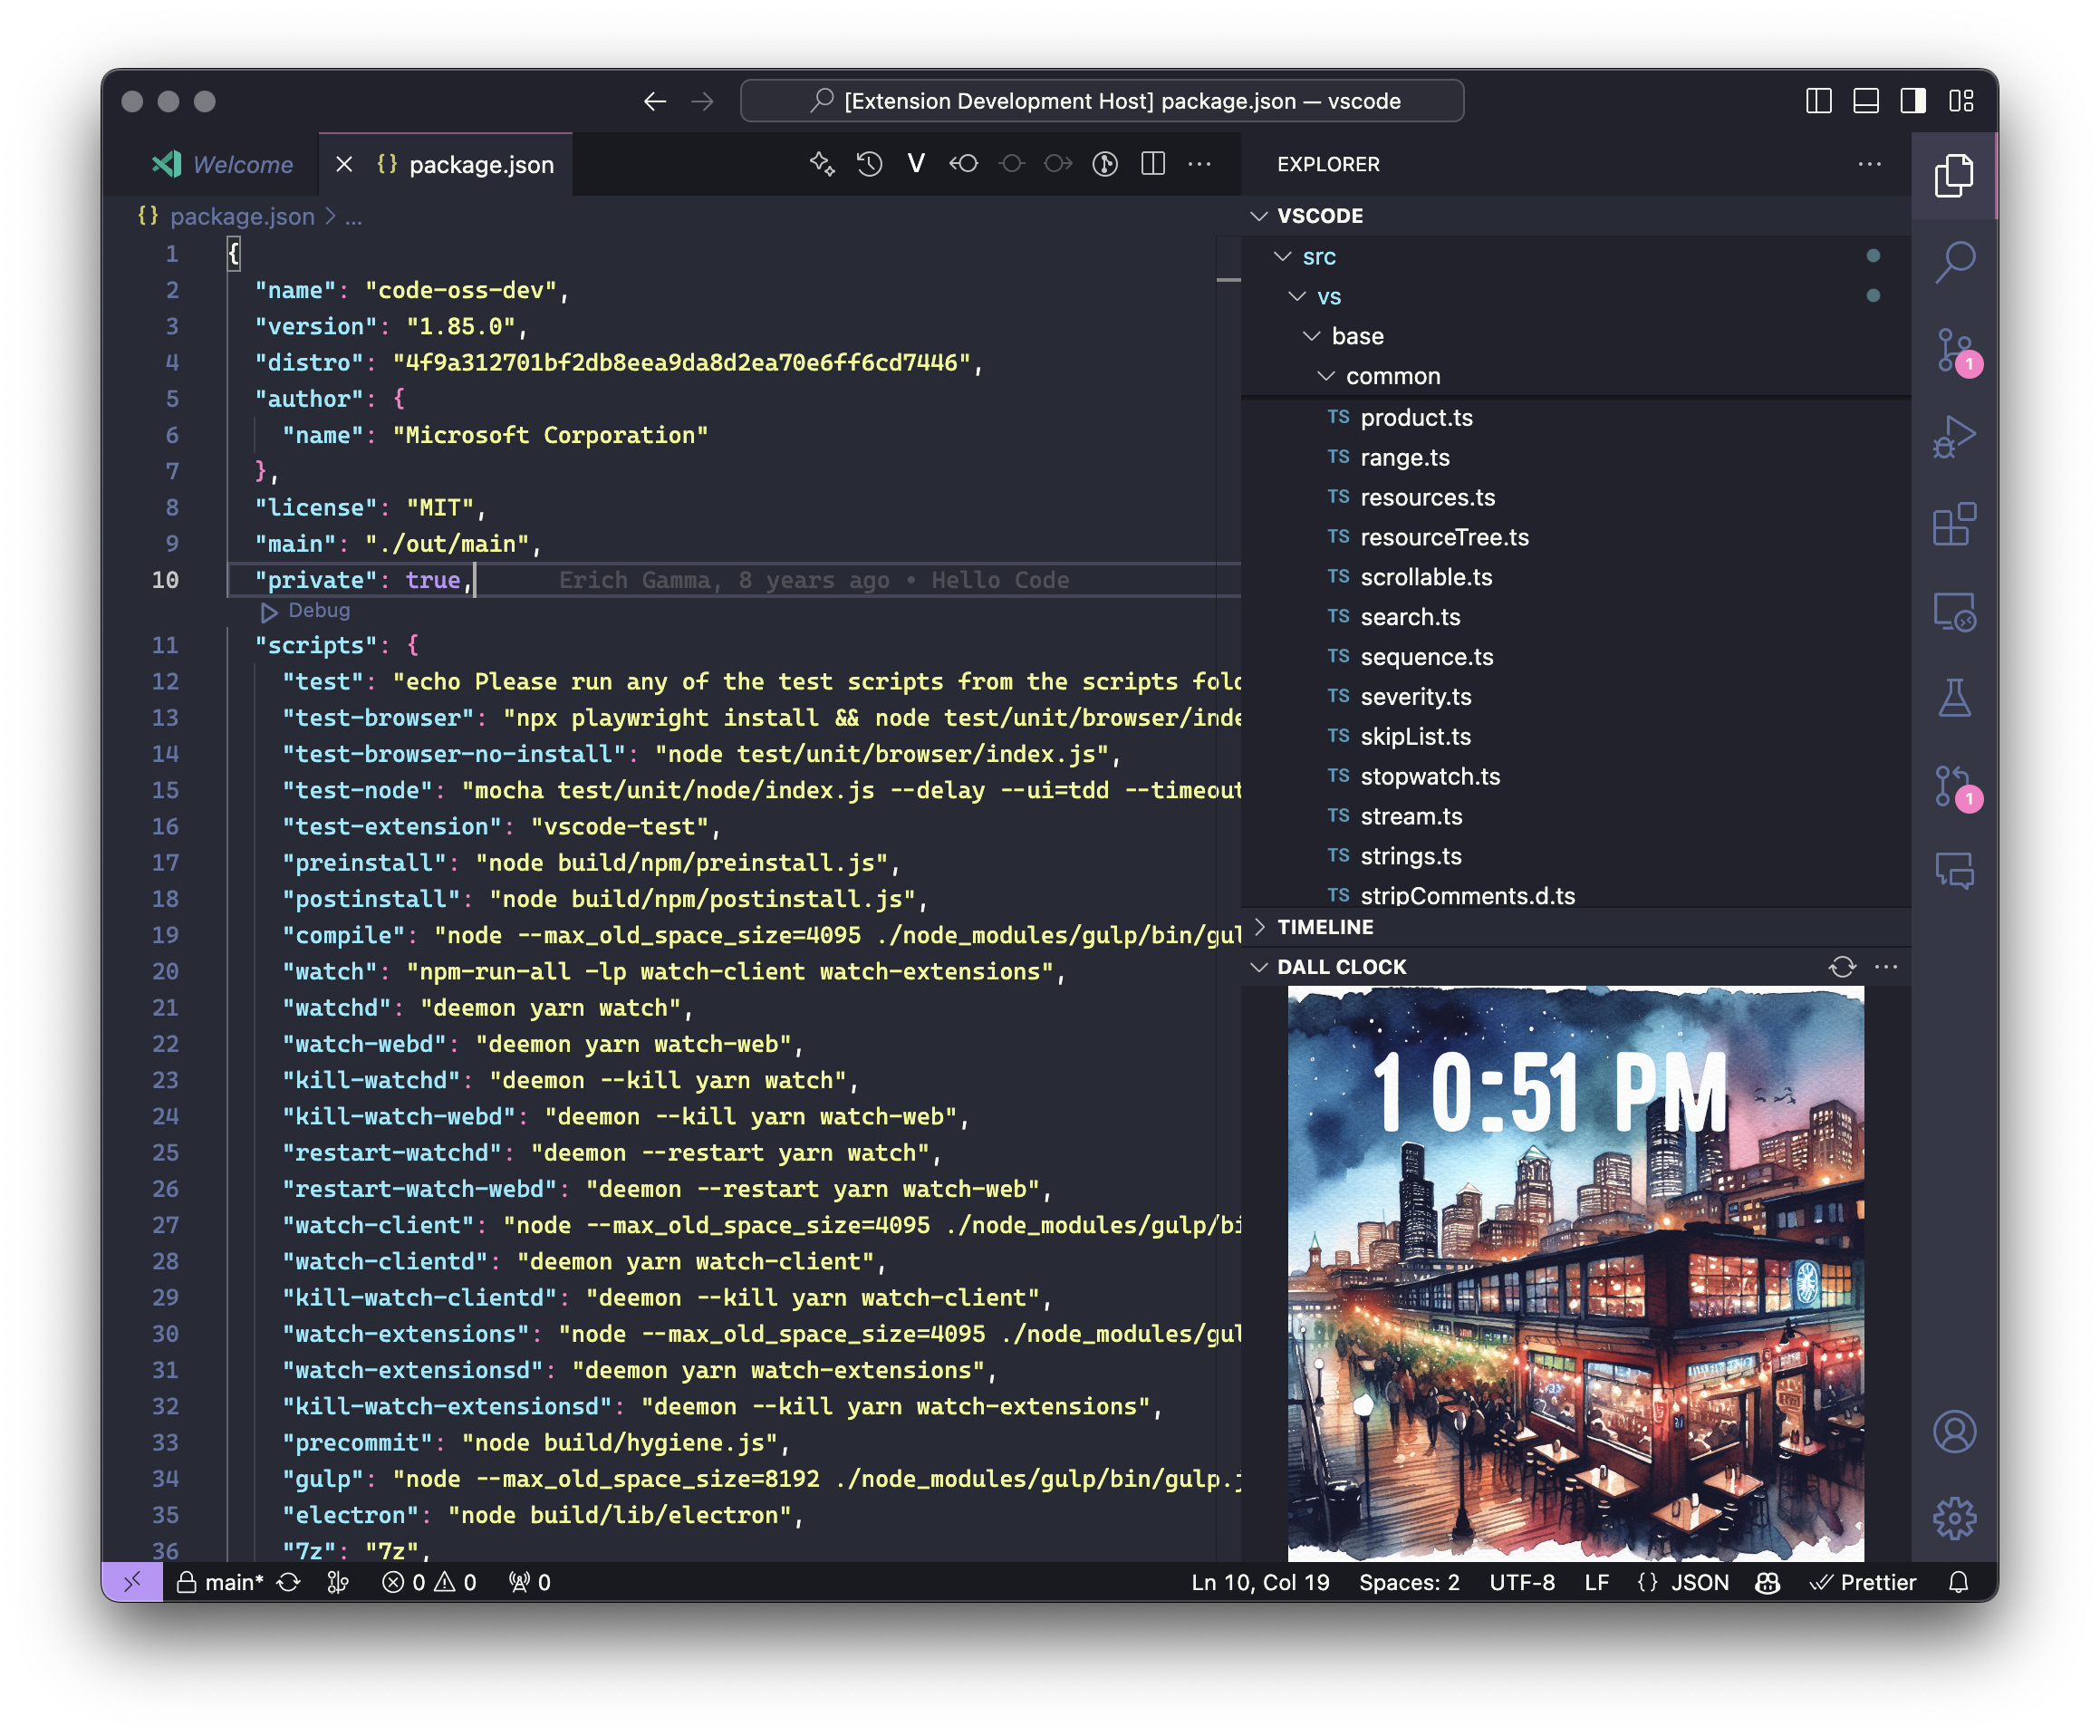 [Extension Development Host] package.json — vscode
Welcome
{} package.json
V
{} package.json > ...
1 {
2 "name": "code-oss-dev",
3 "version": "1.85.0",
4 "distro": "4f9a312701bf2db8eea9da8d2ea70e6ff6cd7446",
5 "author": {
6 "name": "Microsoft Corporation"
7 },
8 "license": "MIT",
9 "main": "./out/main",
10 "private": true, Erich Gamma, 8 years ago • Hello Code
Debug
11 "scripts": {
12 "test": "echo Please run any of the test scripts from the scripts fold
13 "test-browser": "npx playwright install && node test/unit/browser/inde
14 "test-browser-no-install": "node test/unit/browser/index.js",
15 "test-node": "mocha test/unit/node/index.js --delay --ui=tdd --timeout
16 "test-extension": "vscode-test",
17 "preinstall": "node build/npm/preinstall.js",
18 "postinstall": "node build/npm/postinstall.js",
19 "compile": "node --max_old_space_size=4095 ./node_modules/gulp/bin/gul
20 "watch": "npm-run-all -lp watch-client watch-extensions",
21 "watchd": "deemon yarn watch",
22 "watch-webd": "deemon yarn watch-web",
23 "kill-watchd": "deemon --kill yarn watch",
24 "kill-watch-webd": "deemon --kill yarn watch-web",
25 "restart-watchd": "deemon --restart yarn watch",
26 "restart-watch-webd": "deemon --restart yarn watch-web",
27 "watch-client": "node --max_old_space_size=4095 ./node_modules/gulp/bi
28 "watch-clientd": "deemon yarn watch-client",
29 "kill-watch-clientd": "deemon --kill yarn watch-client",
30 "watch-extensions": "node --max_old_space_size=4095 ./node_modules/gul
31 "watch-extensionsd": "deemon yarn watch-extensions",
32 "kill-watch-extensionsd": "deemon --kill yarn watch-extensions",
33 "precommit": "node build/hygiene.js",
34 "gulp": "node --max_old_space_size=8192 ./node_modules/gulp/bin/gulp.j
35 "electron": "node build/lib/electron",
36 "7z": "7z",
EXPLORER
VSCODE
src
vs
base
common
TS product.ts
TS range.ts
TS resources.ts
TS resourceTree.ts
TS scrollable.ts
TS search.ts
TS sequence.ts
TS severity.ts
TS skipList.ts
TS stopwatch.ts
TS stream.ts
TS strings.ts
TS stripComments.d.ts
TIMELINE
DALL CLOCK
10:51 PM
1
1
main* 0 0 0
Ln 10, Col 19 Spaces: 2 UTF-8 LF {} JSON Prettier